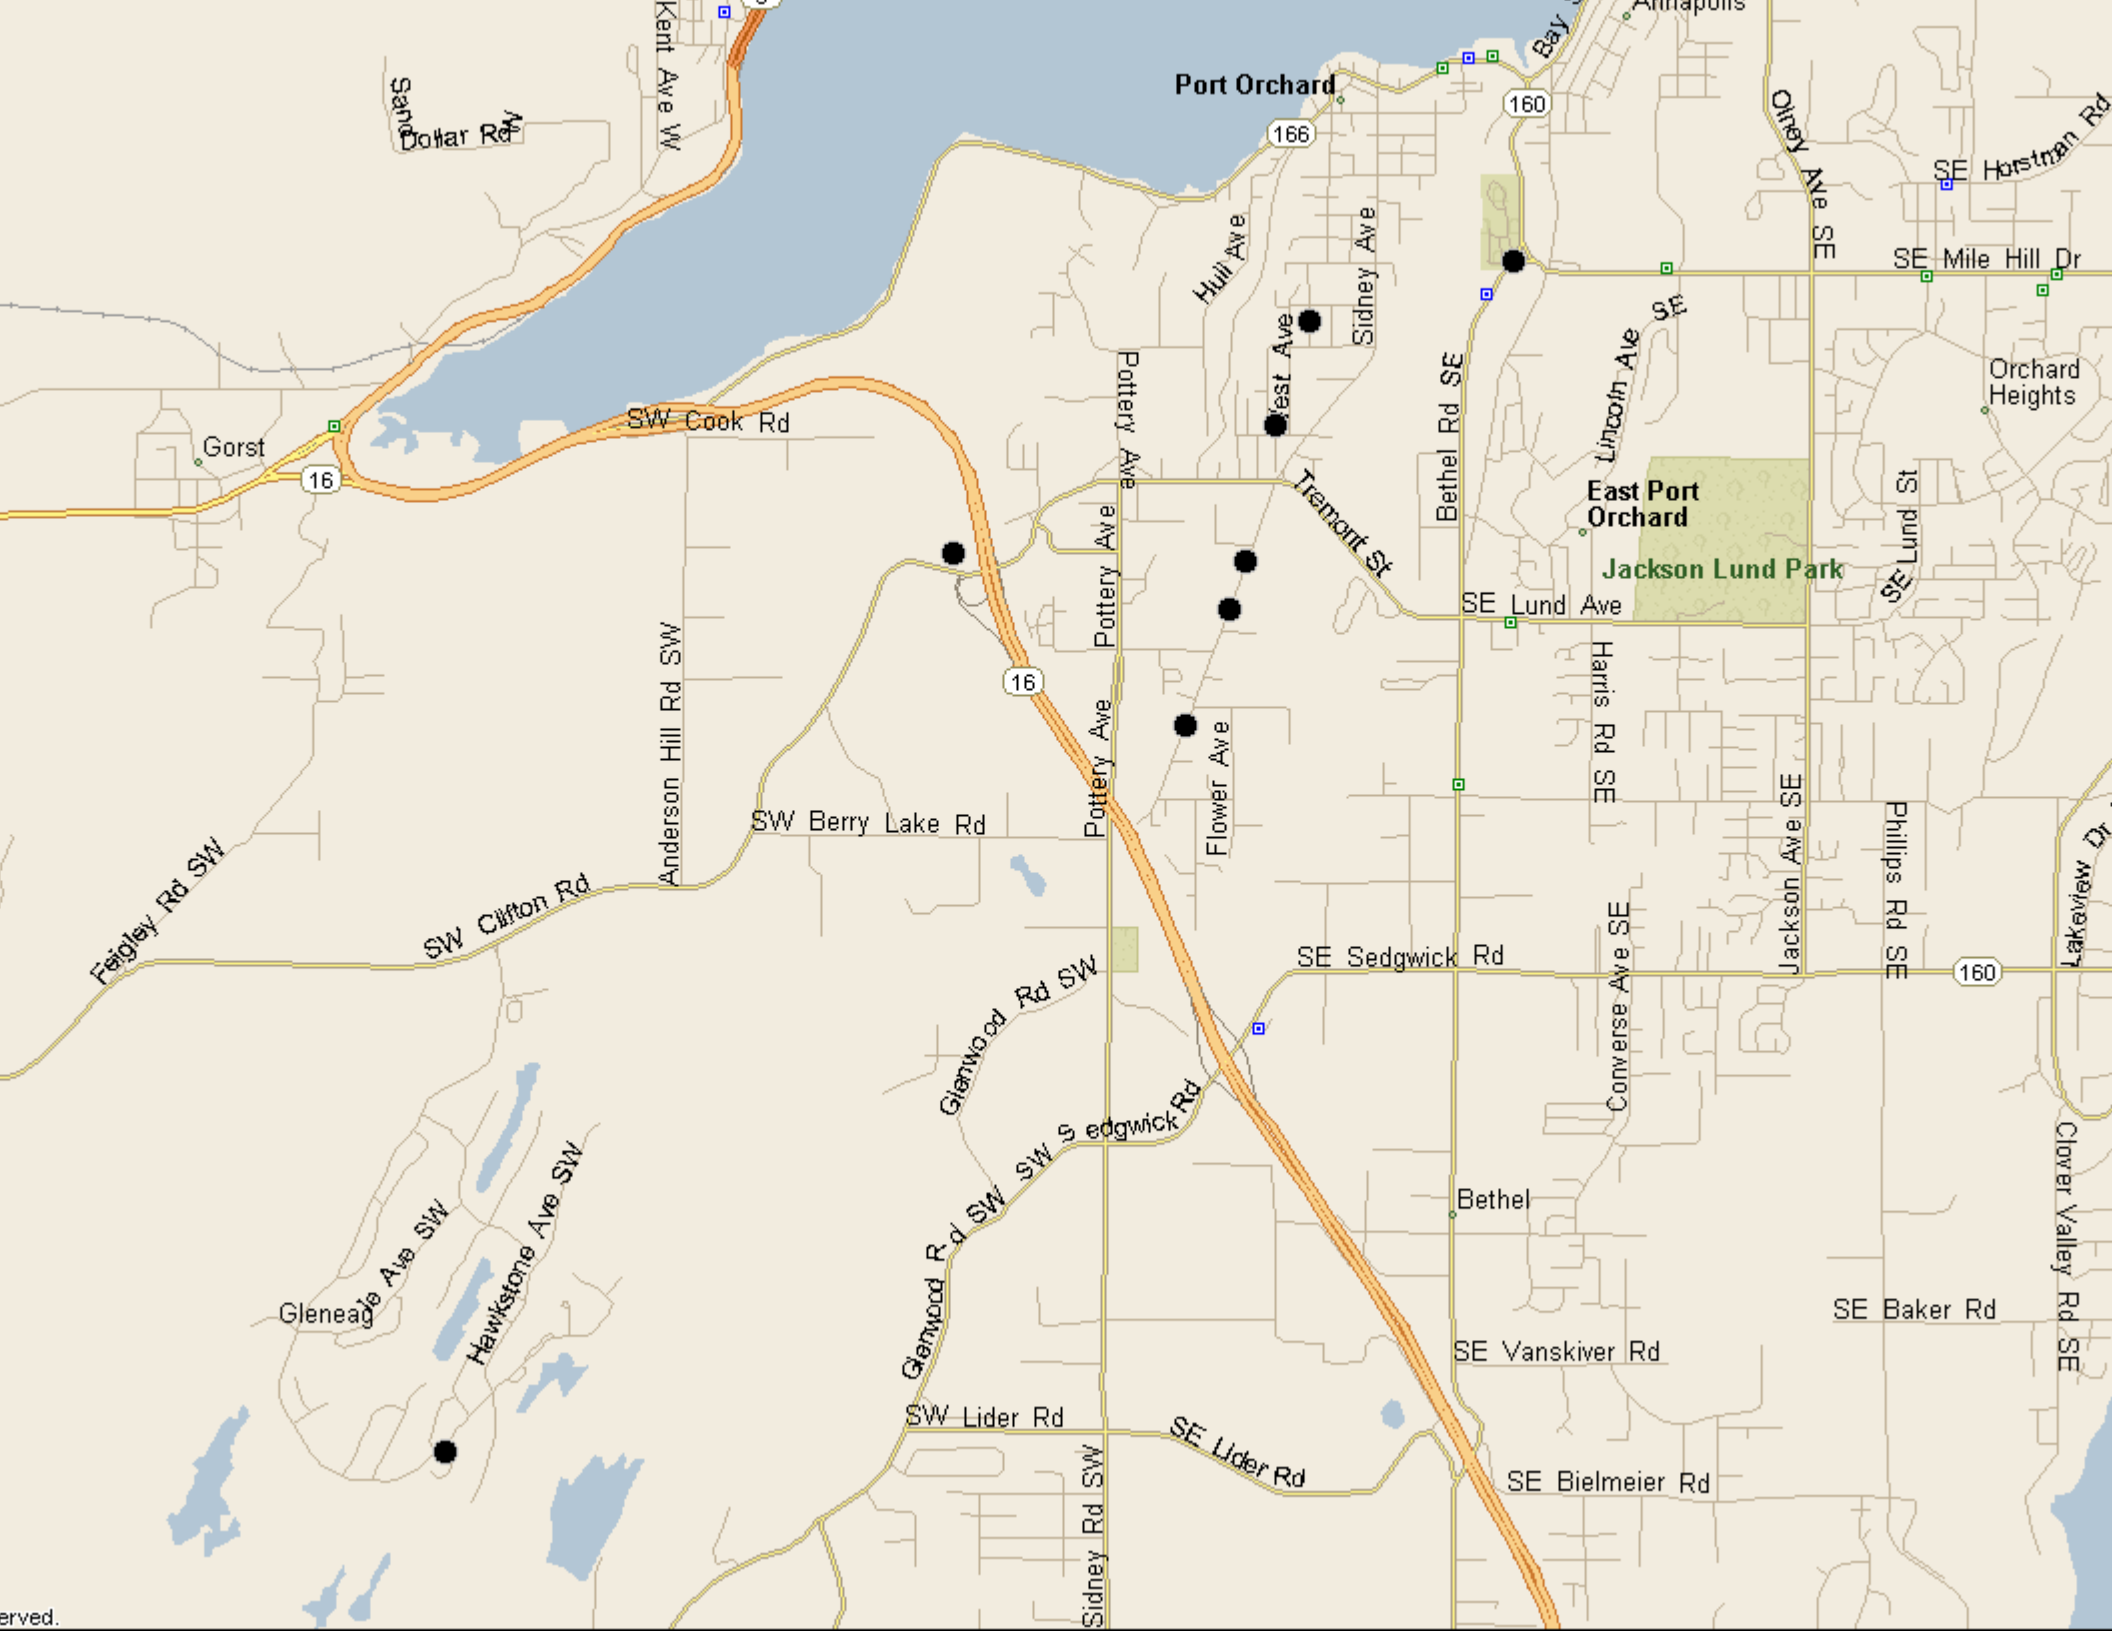 Kent Ave W
Annapolis
Bay
Sand
Dollar Rd
W
Port Orchard
160
166
Olney Ave SE
SE Horstman Rd
Hull Ave
Sidney Ave
SE Mile Hill Dr
West Ave
Lincoln Ave SE
Bethel Rd SE
Orchard
Heights
Pottery Ave
SW Cook Rd
Gorst
16
Tremont St
East Port
Orchard
Jackson Lund Park
SE Lund St
Pottery Ave
SE Lund Ave
Anderson Hill Rd SW
16
Harris Rd SE
Pottery Ave
Flower Ave
SW Berry Lake Rd
Jackson Ave SE
Phillips Rd SE
Lakeview Dr
Feigley Rd SW
SW Clifton Rd
Converse Ave SE
SE Sedgwick Rd
160
Glenwood Rd SW
SW Sedgwick Rd
Clover Valley Rd SE
Bethel
Gleneagle Ave SW
Hawkstone Ave SW
Glenwood Rd SW
SE Baker Rd
SE Vanskiver Rd
SW Lider Rd
SE Lider Rd
SE Bielmeier Rd
Sidney Rd SW
erved.